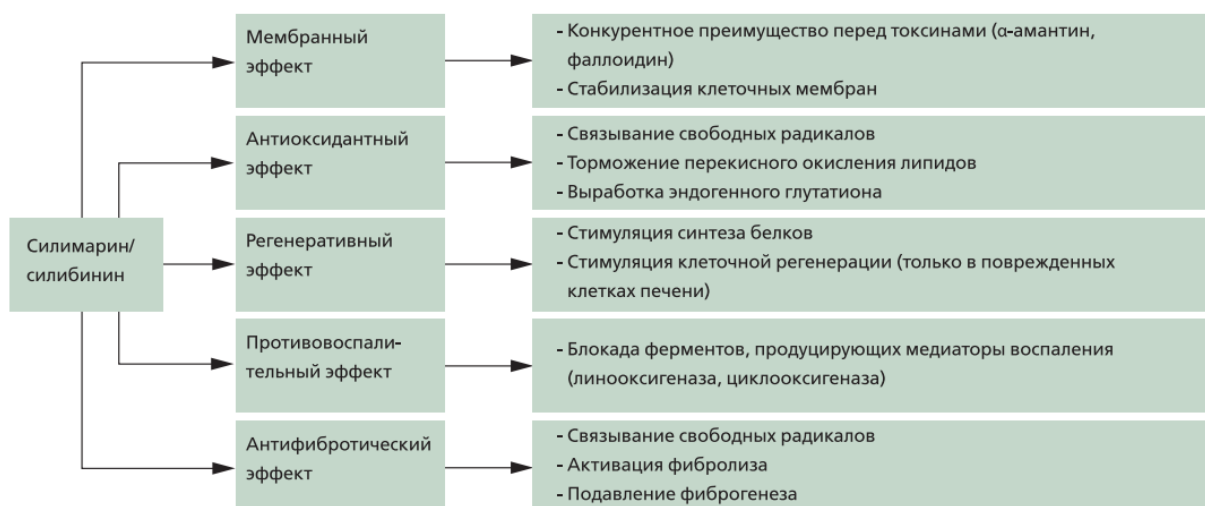 Силимарин/
силибинин
Мембранный
эффект
- Конкурентное преимущество перед токсинами (α-амантин,
фаллоидин)
- Стабилизация клеточных мембран
Антиоксидантный
эффект
- Связывание свободных радикалов
- Торможение перекисного окисления липидов
- Выработка эндогенного глутатиона
Регенеративный
эффект
- Стимуляция синтеза белков
- Стимуляция клеточной регенерации (только в поврежденных
клетках печени)
Противовоспали-
тельный эффект
- Блокада ферментов, продуцирующих медиаторы воспаления
(линооксигеназа, циклооксигеназа)
Антифибротический
эффект
- Связывание свободных радикалов
- Активация фибролиза
- Подавление фиброгенеза